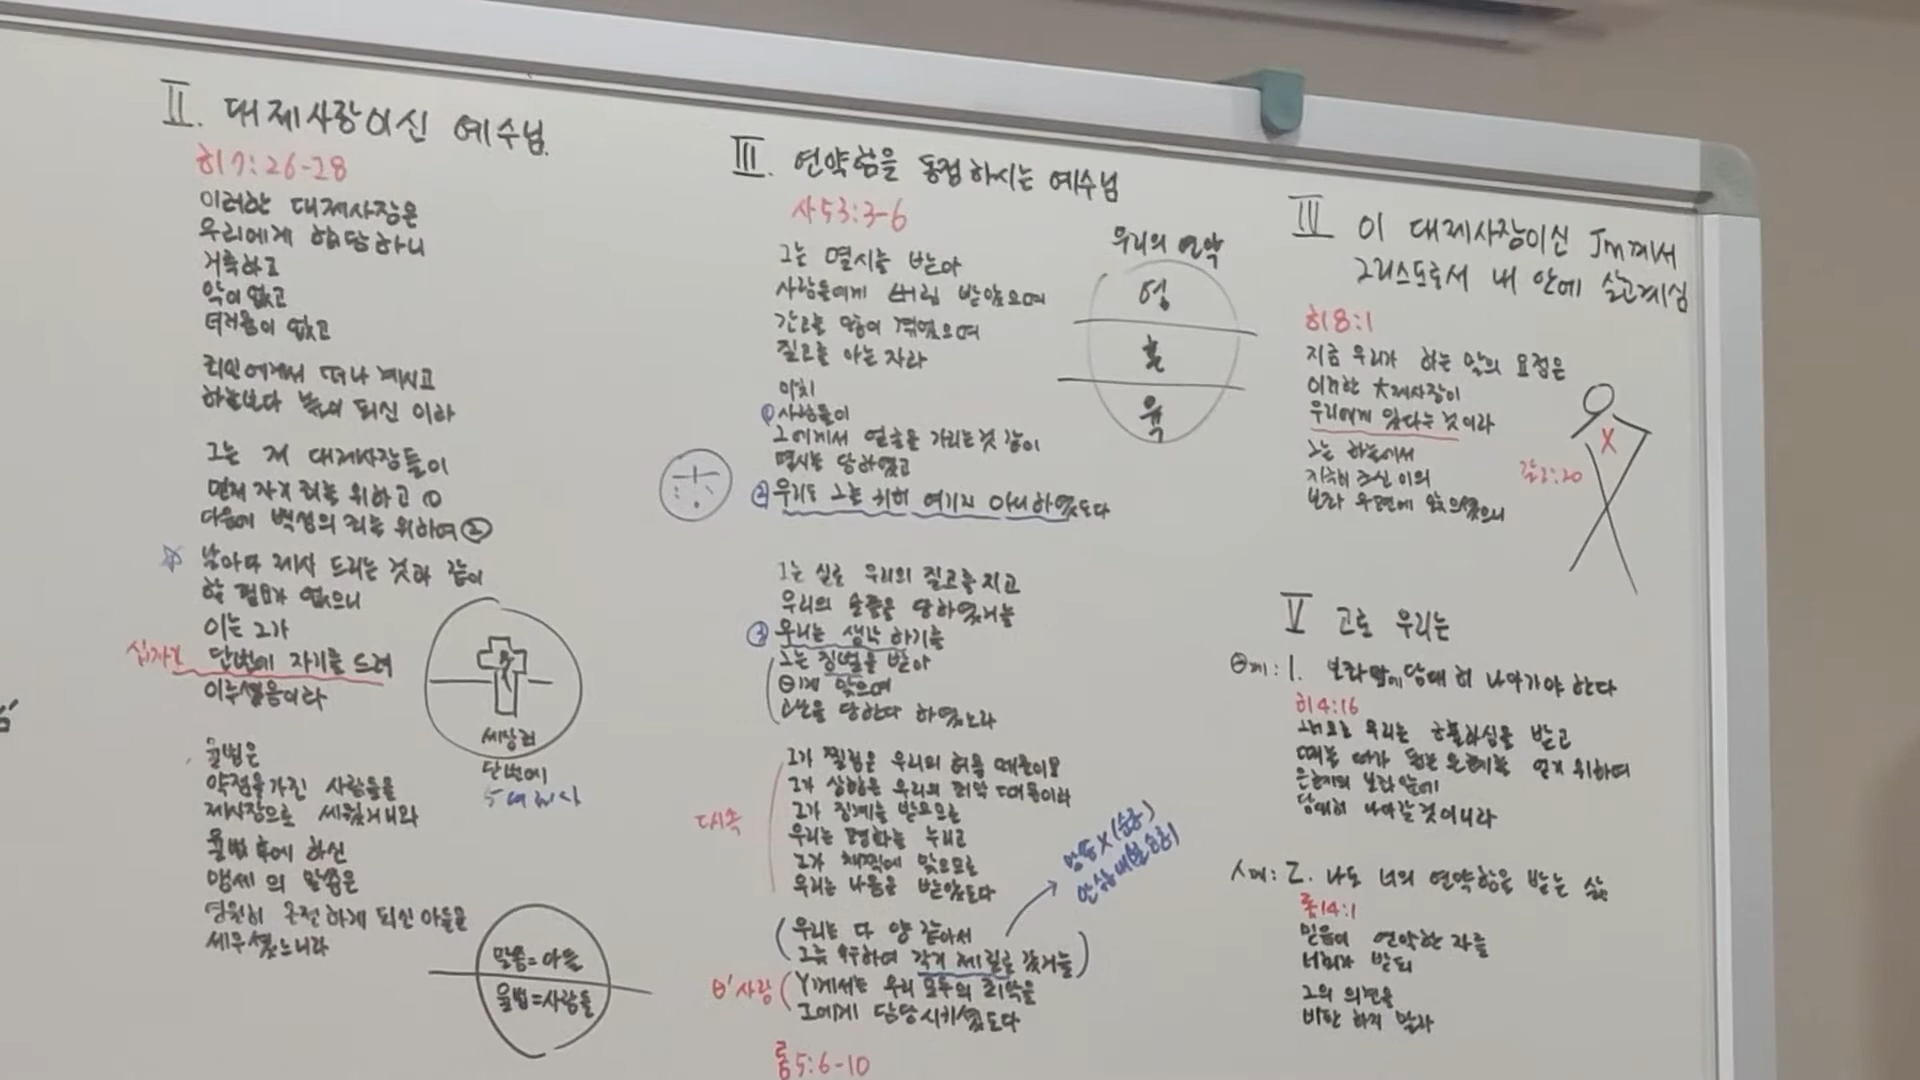 II. 대제사장이신 예수님.
히7:26-28
이러한 대제사장은
우리에게 합당하니
거룩하고
악이 없고
더러움이 없고
죄인에게서 떠나 계시고
하늘보다 높이 되신 이라
그는 저 대제사장들이
먼저 자기 죄를 위하고 ①
다음에 백성의 죄를 위하여 ②
☆ 날마다 제사 드리는 것과 같이
할 필요가 없으니
이는 그가
십자가 단번에 자기를 드려
이루셨음이라
세상죄
단번에
율법은
약점을 가진 사람들을
제사장으로 세웠거니와
율법 후에 하신
맹세의 말씀은
영원히 온전하게 되신 아들을
세우셨느니라
말씀=아들
율법=사람들
III. 연약함을 동정하시는 예수님
사53:3-6
그는 멸시를 받아
사람들에게 버림 받았으며
간고를 많이 겪었으며
질고를 아는 자라
마치
① 사람들이
그에게서 얼굴을 가리는 것 같이
멸시를 당하였고
② 우리도 그를 귀히 여기지 아니하였도다
우리의 연약
영
혼
육
그는 실로 우리의 질고를 지고
우리의 슬픔을 당하였거늘
③ 우리는 생각하기를
그는 징벌을 받아
θ께 맞으며
고난을 당한다 하였노라
대속
그가 찔림은 우리의 허물 때문이요
그가 상함은 우리의 죄악 때문이라
그가 징계를 받으므로
우리는 평화를 누리고
그가 채찍에 맞으므로
우리는 나음을 받았도다
(우리는 다 양 같아서
그릇 행하여 각기 제 길로 갔거늘)
θ'사랑 (Y께서는 우리 모두의 죄악을
그에게 담당시키셨도다
롬5:6-10
IV 이 대제사장이신 Jm께서
그리스도로서 내 안에 살고계심
히8:1
지금 우리가 하는 말의 요점은
이러한 大제사장이
우리에게 있다는 것이라
그는 하늘에서
지극히 크신 이의
보좌 우편에 앉으셨으니
갈2:20
X
V 고로 우리는
θ께: 1. 보좌앞에 담대히 나아가야 한다
히4:16
그러므로 우리는 긍휼하심을 받고
때를 따라 돕는 은혜를 얻기 위하여
은혜의 보좌 앞에
담대히 나아갈 것이니라
人께: 2. 나도 너의 연약함을 받는 삶
롬14:1
믿음이 연약한 자를
너희가 받되
그의 의견을
비판하지 말라